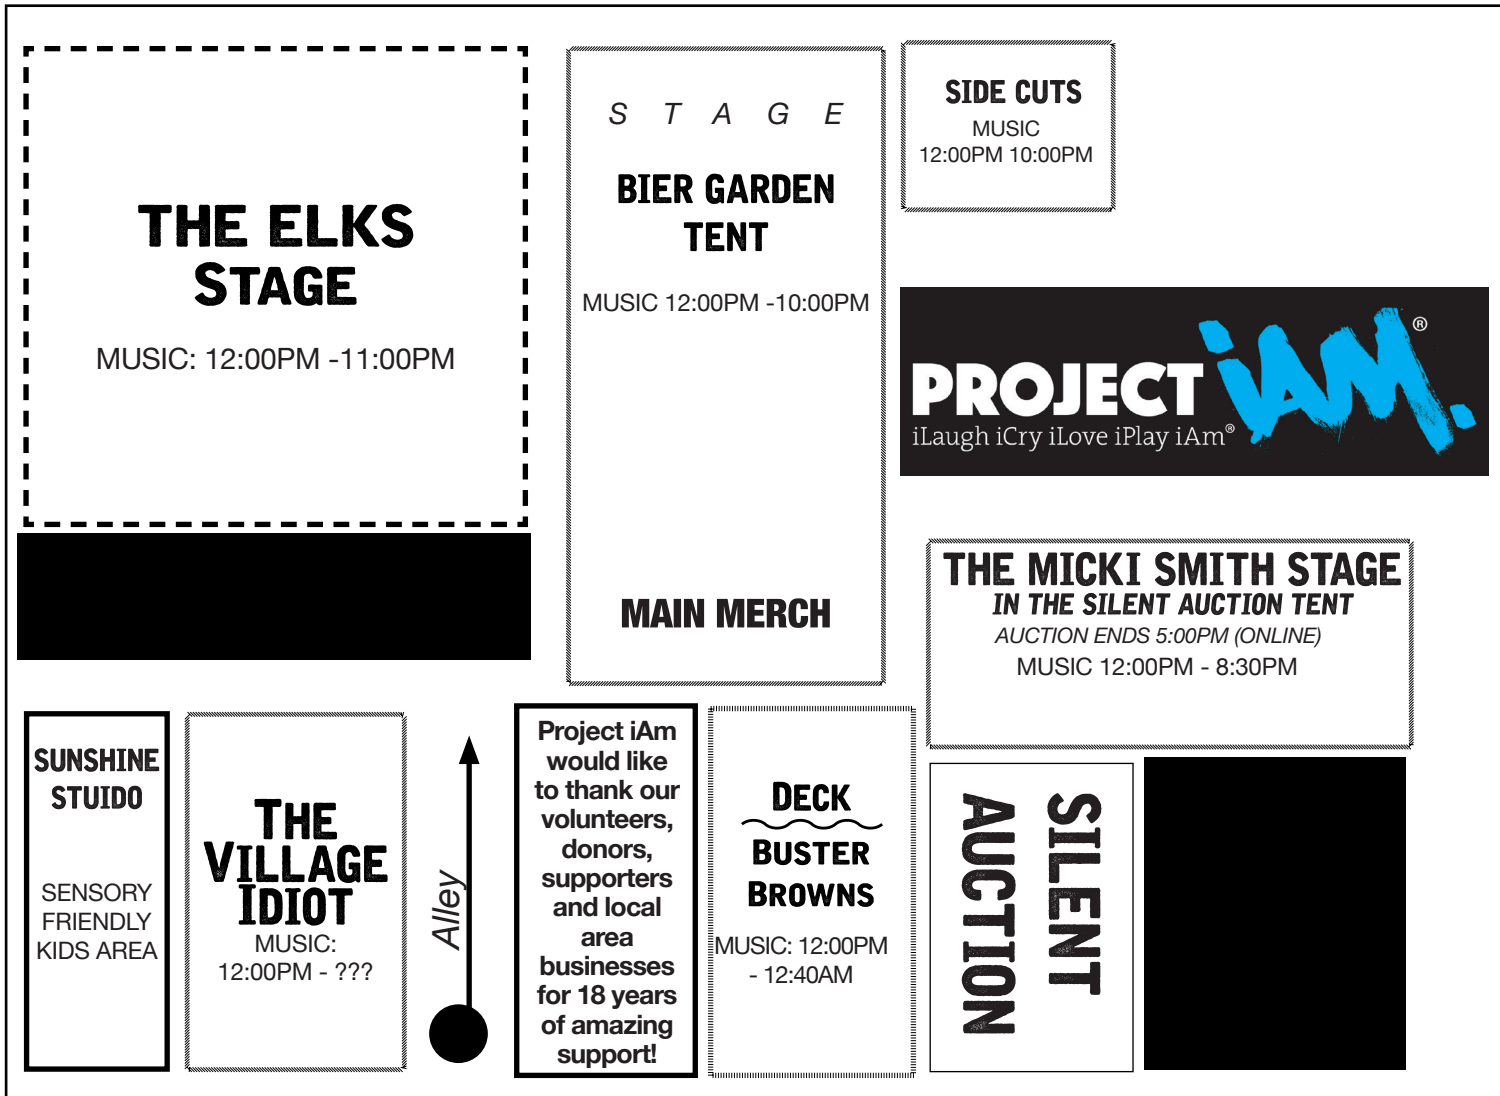 THE ELKS
STAGE
MUSIC: 12:00PM -11:00PM
S T A G E
BIER GARDEN
TENT
MUSIC 12:00PM -10:00PM
MAIN MERCH
SIDE CUTS
MUSIC
12:00PM 10:00PM
PROJECT iAM.®
iLaugh iCry iLove iPlay iAm®
THE MICKI SMITH STAGE
IN THE SILENT AUCTION TENT
AUCTION ENDS 5:00PM (ONLINE)
MUSIC 12:00PM - 8:30PM
SUNSHINE
STUIDO
SENSORY
FRIENDLY
KIDS AREA
THE
VILLAGE
IDIOT
MUSIC:
12:00PM - ???
Alley
Project iAm
would like
to thank our
volunteers,
donors,
supporters
and local
area
businesses
for 18 years
of amazing
support!
DECK
BUSTER
BROWNS
MUSIC: 12:00PM
- 12:40AM
SILENT
AUCTION